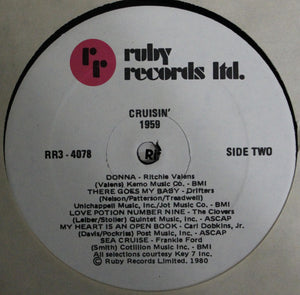 rr
ruby
records ltd.
CRUISIN'
1959
RR3-4078
SIDE TWO
DONNA - Ritchie Valens
(Valens) Kemo Music Co. - BMI
THERE GOES MY BABY - Drifters
(Nelson/Patterson/Treadwell)
Unichappell Music, Inc./Jot Music Co. - BMI
LOVE POTION NUMBER NINE - The Clovers
(Leiber/Stoller) Quintet Music, Inc. - ASCAP
MY HEART IS AN OPEN BOOK - Carl Dobkins, Jr.
(Davis/Pockriss) Post Music, Inc. - ASCAP
SEA CRUISE - Frankie Ford
(Smith) Cotillion Music Inc. - BMI
All selections courtesy Key 7 Inc.
© Ruby Records Limited. 1980